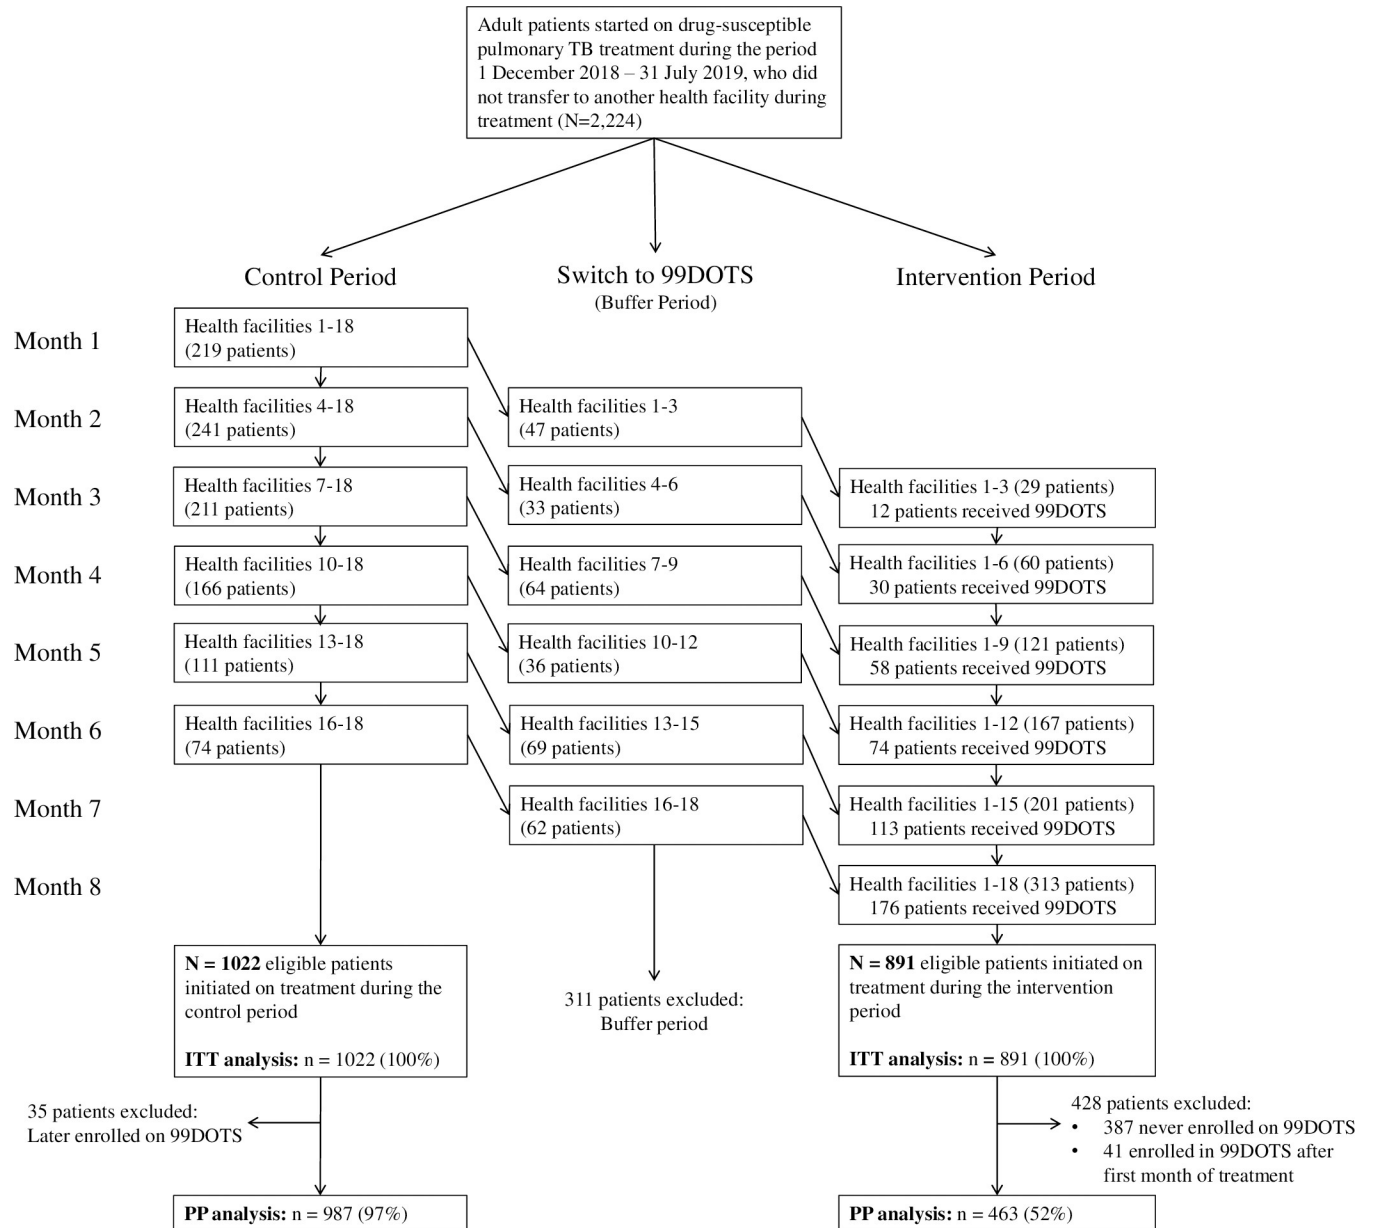 Adult patients started on drug-susceptible
pulmonary TB treatment during the period
1 December 2018 – 31 July 2019, who did
not transfer to another health facility during
treatment (N=2,224)
Control Period
Switch to 99DOTS
(Buffer Period)
Intervention Period
Month 1
Health facilities 1-18
(219 patients)
Month 2
Health facilities 4-18
(241 patients)
Health facilities 1-3
(47 patients)
Month 3
Health facilities 7-18
(211 patients)
Health facilities 4-6
(33 patients)
Health facilities 1-3 (29 patients)
12 patients received 99DOTS
Month 4
Health facilities 10-18
(166 patients)
Health facilities 7-9
(64 patients)
Health facilities 1-6 (60 patients)
30 patients received 99DOTS
Month 5
Health facilities 13-18
(111 patients)
Health facilities 10-12
(36 patients)
Health facilities 1-9 (121 patients)
58 patients received 99DOTS
Month 6
Health facilities 16-18
(74 patients)
Health facilities 13-15
(69 patients)
Health facilities 1-12 (167 patients)
74 patients received 99DOTS
Month 7
Health facilities 16-18
(62 patients)
Health facilities 1-15 (201 patients)
113 patients received 99DOTS
Month 8
Health facilities 1-18 (313 patients)
176 patients received 99DOTS
N = 1022 eligible patients
initiated on treatment during the
control period
ITT analysis: n = 1022 (100%)
311 patients excluded:
Buffer period
N = 891 eligible patients initiated on
treatment during the intervention
period
ITT analysis: n = 891 (100%)
35 patients excluded:
Later enrolled on 99DOTS
428 patients excluded:
• 387 never enrolled on 99DOTS
• 41 enrolled in 99DOTS after
first month of treatment
PP analysis: n = 987 (97%)
PP analysis: n = 463 (52%)